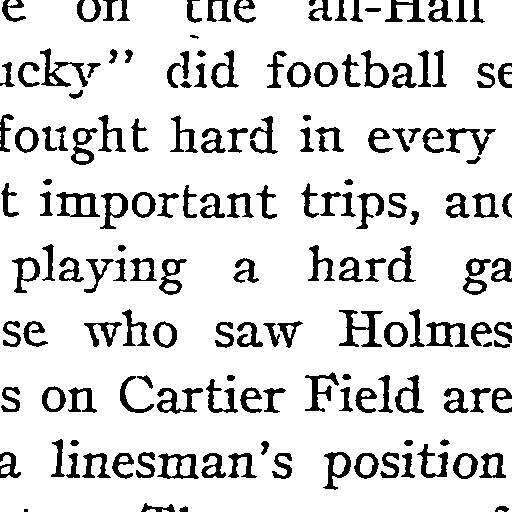 on the all-Hall
ucky” did football se
fought hard in every
t important trips, and
playing a hard ga
se who saw Holmes
s on Cartier Field are
a linesman’s position